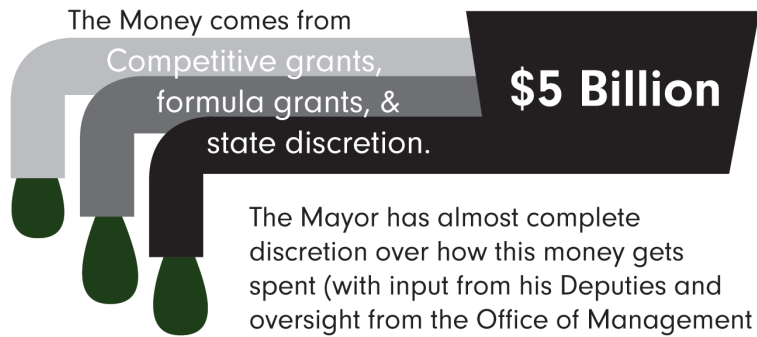 The Money comes from
Competitive grants,
formula grants, &
state discretion.
$5 Billion
The Mayor has almost complete
discretion over how this money gets
spent (with input from his Deputies and
oversight from the Office of Management